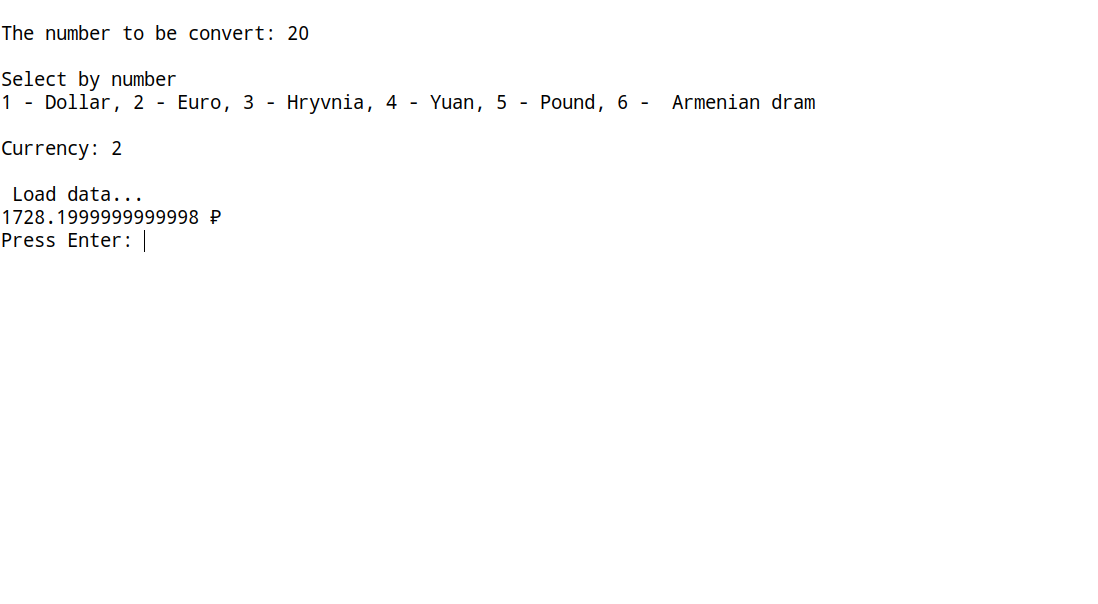 The number to be convert: 20
Select by number
1 - Dollar, 2 - Euro, 3 - Hryvnia, 4 - Yuan, 5 - Pound, 6 -  Armenian dram
Currency: 2
 Load data...
1728.1999999999998 ₽
Press Enter: